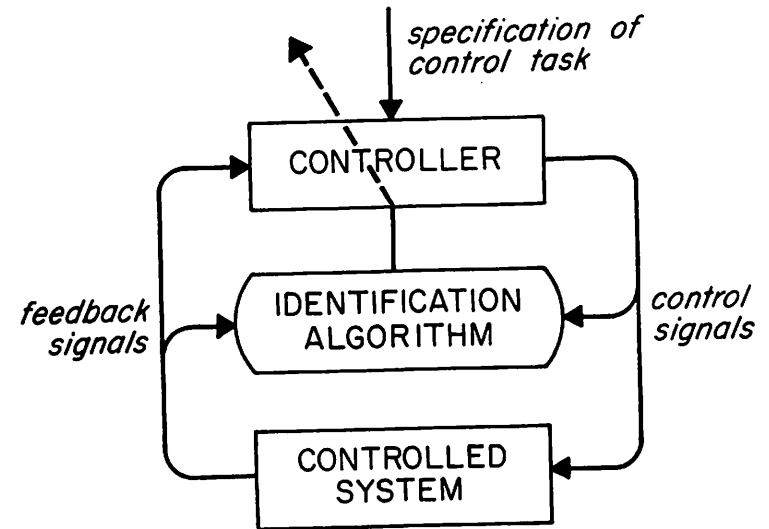 specification of
control task
CONTROLLER
feedback
signals
IDENTIFICATION
ALGORITHM
control
signals
CONTROLLED
SYSTEM